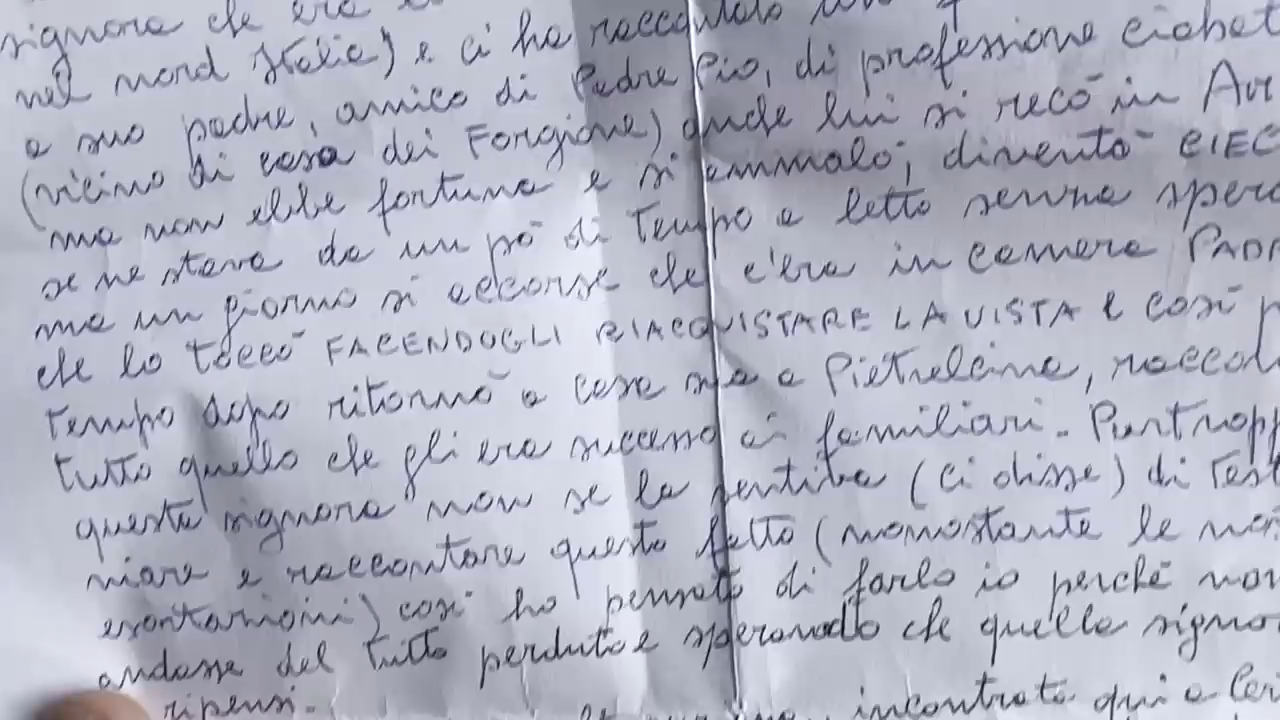 signora che era
nel nord Italia) e ci ha raccontato
a suo padre, amico di Padre Pio, di professione ciabat
(vicino di casa dei Forgione) anche lui si recò in Am
ma non ebbe fortuna e si ammalò, diventò CIEC
se ne stava da un pò di Tempo a letto senza spera
ma un giorno si accorse che c'era in camera PADR
che lo toccò FACENDOGLI RIACQUISTARE LA VISTA e così p
tempo dopo ritornò a casa sua a Pietrelcina, raccol
tutto quello che gli era successo ai familiari. Purtropp
questa signora non se la sentiva (ci disse) di Test
niare e raccontare questo fatto (nonostante le no
esortazioni) così ho pensato di farlo io perché non
andasse del tutto perduto e sperando che quella signo
ripensi.
incontrato qui a